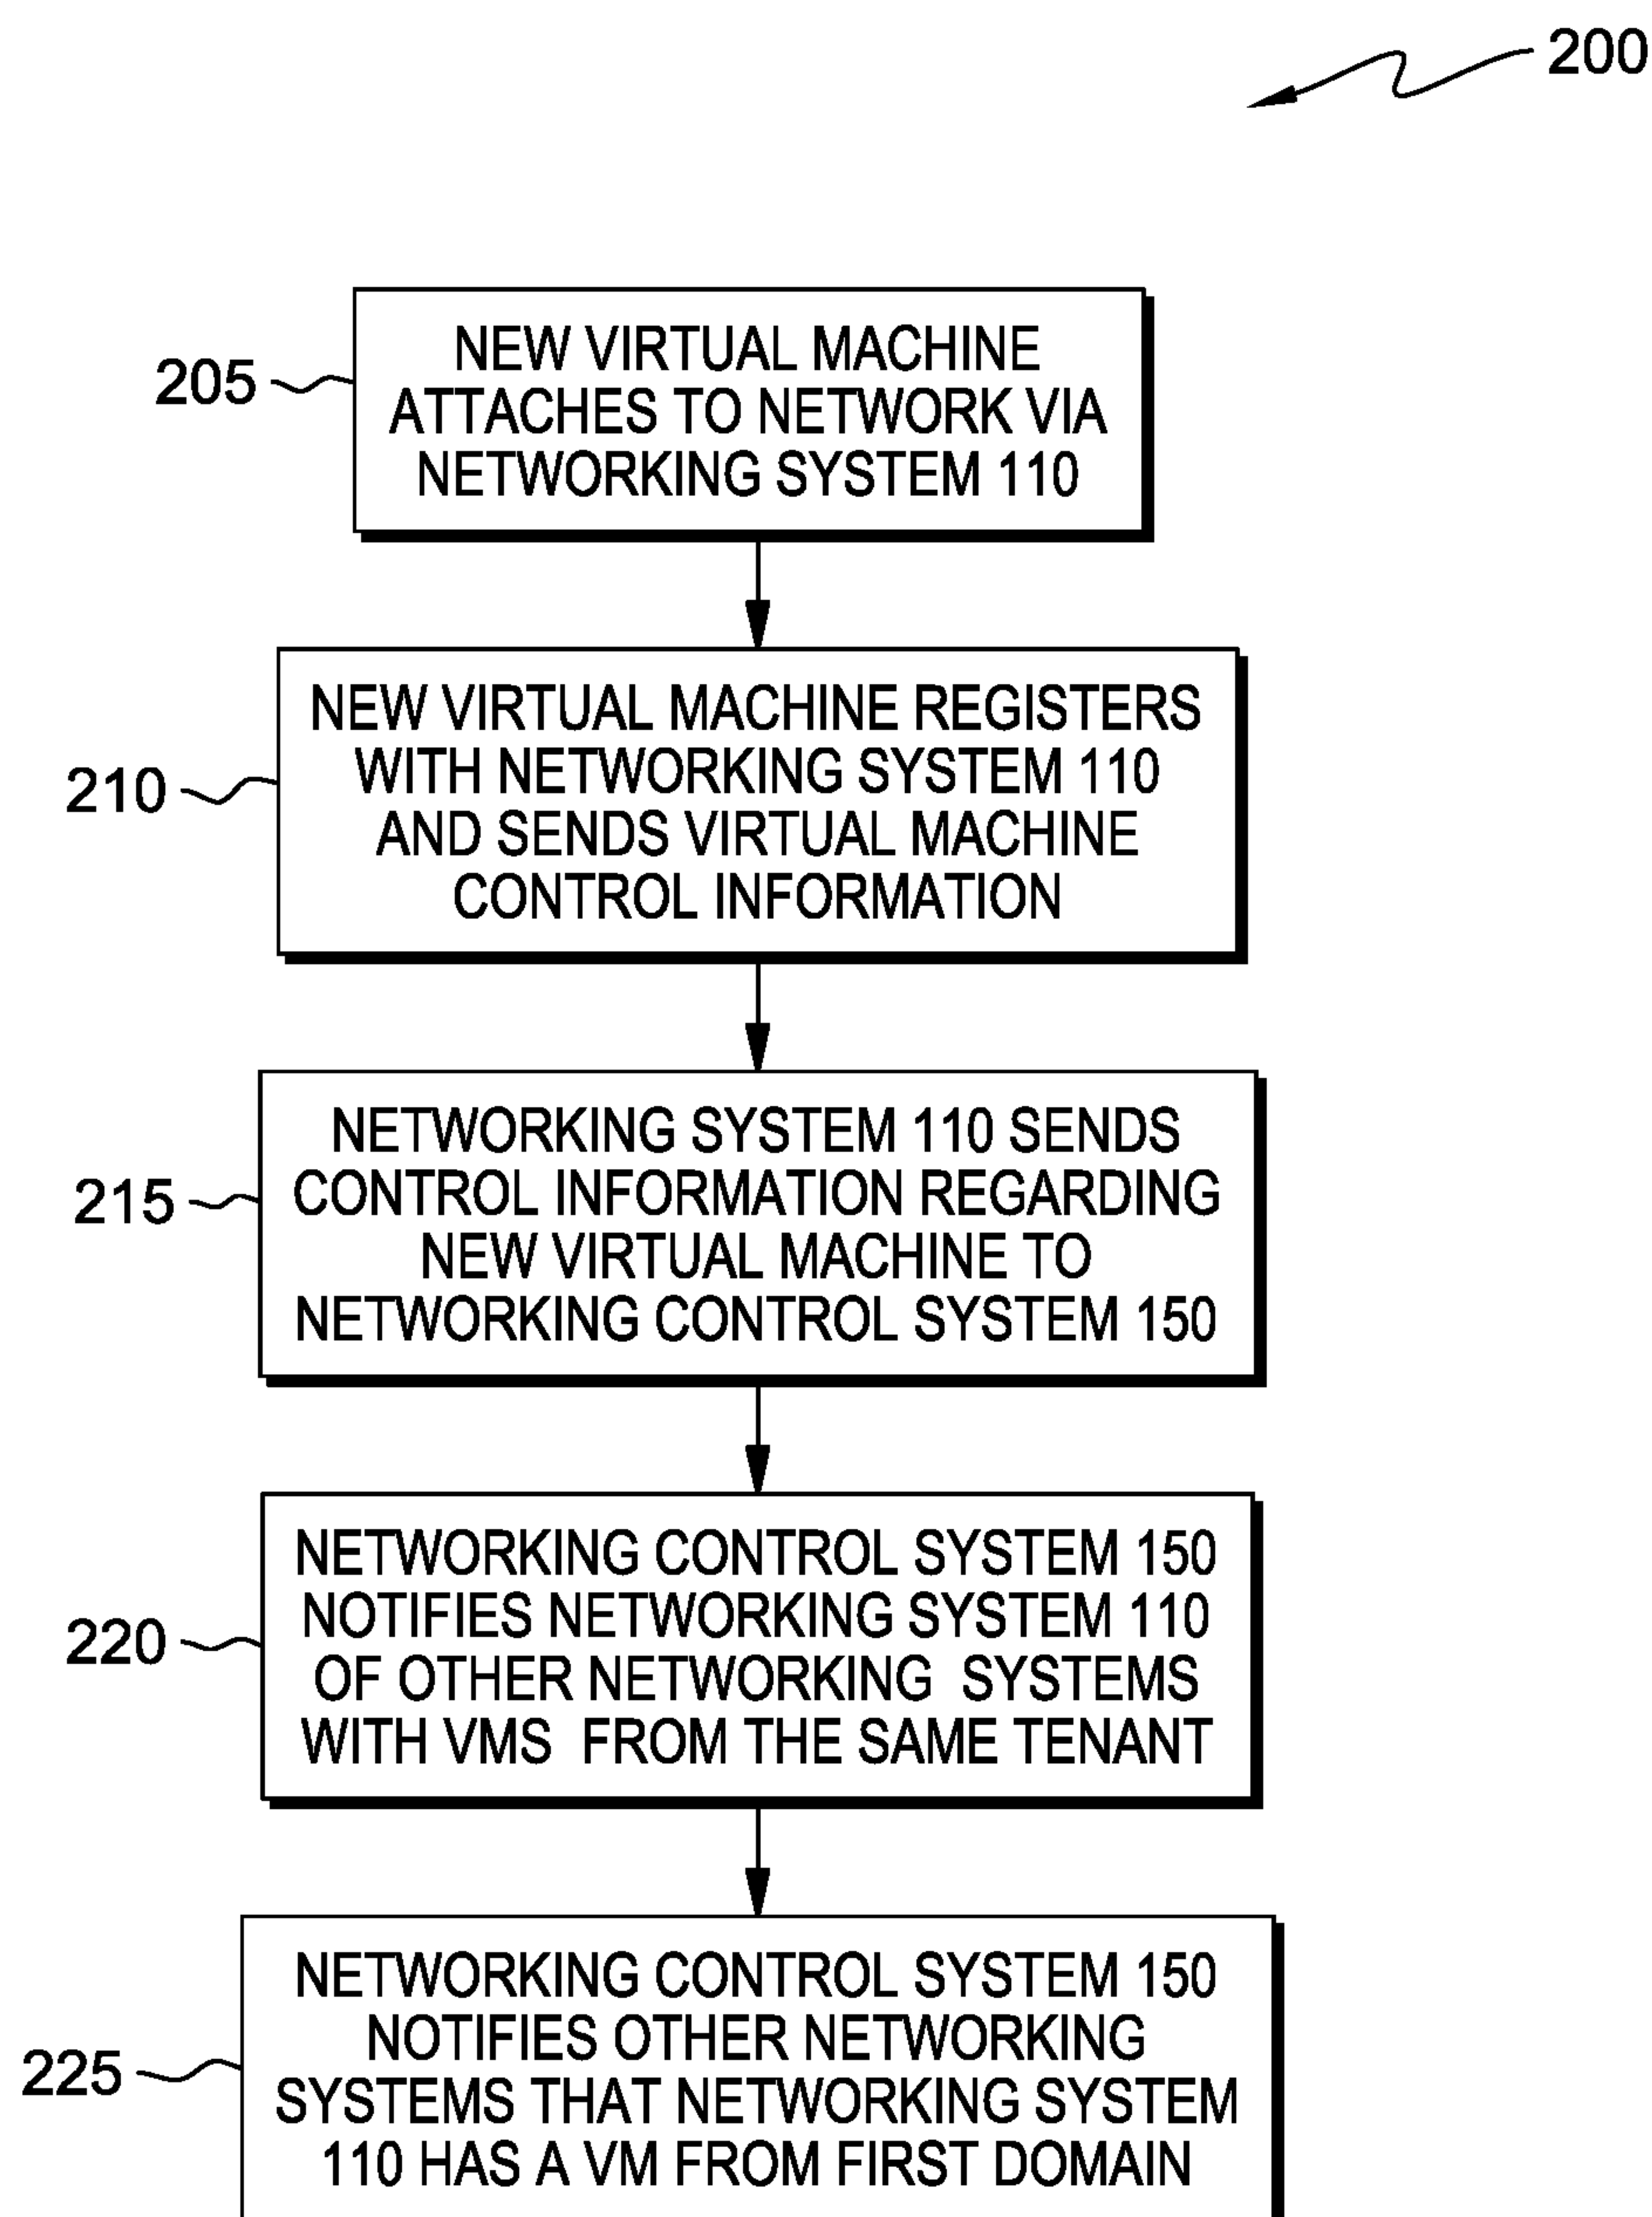 200
205
NEW VIRTUAL MACHINE
ATTACHES TO NETWORK VIA
NETWORKING SYSTEM 110
210
NEW VIRTUAL MACHINE REGISTERS
WITH NETWORKING SYSTEM 110
AND SENDS VIRTUAL MACHINE
CONTROL INFORMATION
215
NETWORKING SYSTEM 110 SENDS
CONTROL INFORMATION REGARDING
NEW VIRTUAL MACHINE TO
NETWORKING CONTROL SYSTEM 150
220
NETWORKING CONTROL SYSTEM 150
NOTIFIES NETWORKING SYSTEM 110
OF OTHER NETWORKING SYSTEMS
WITH VMS FROM THE SAME TENANT
225
NETWORKING CONTROL SYSTEM 150
NOTIFIES OTHER NETWORKING
SYSTEMS THAT NETWORKING SYSTEM
110 HAS A VM FROM FIRST DOMAIN